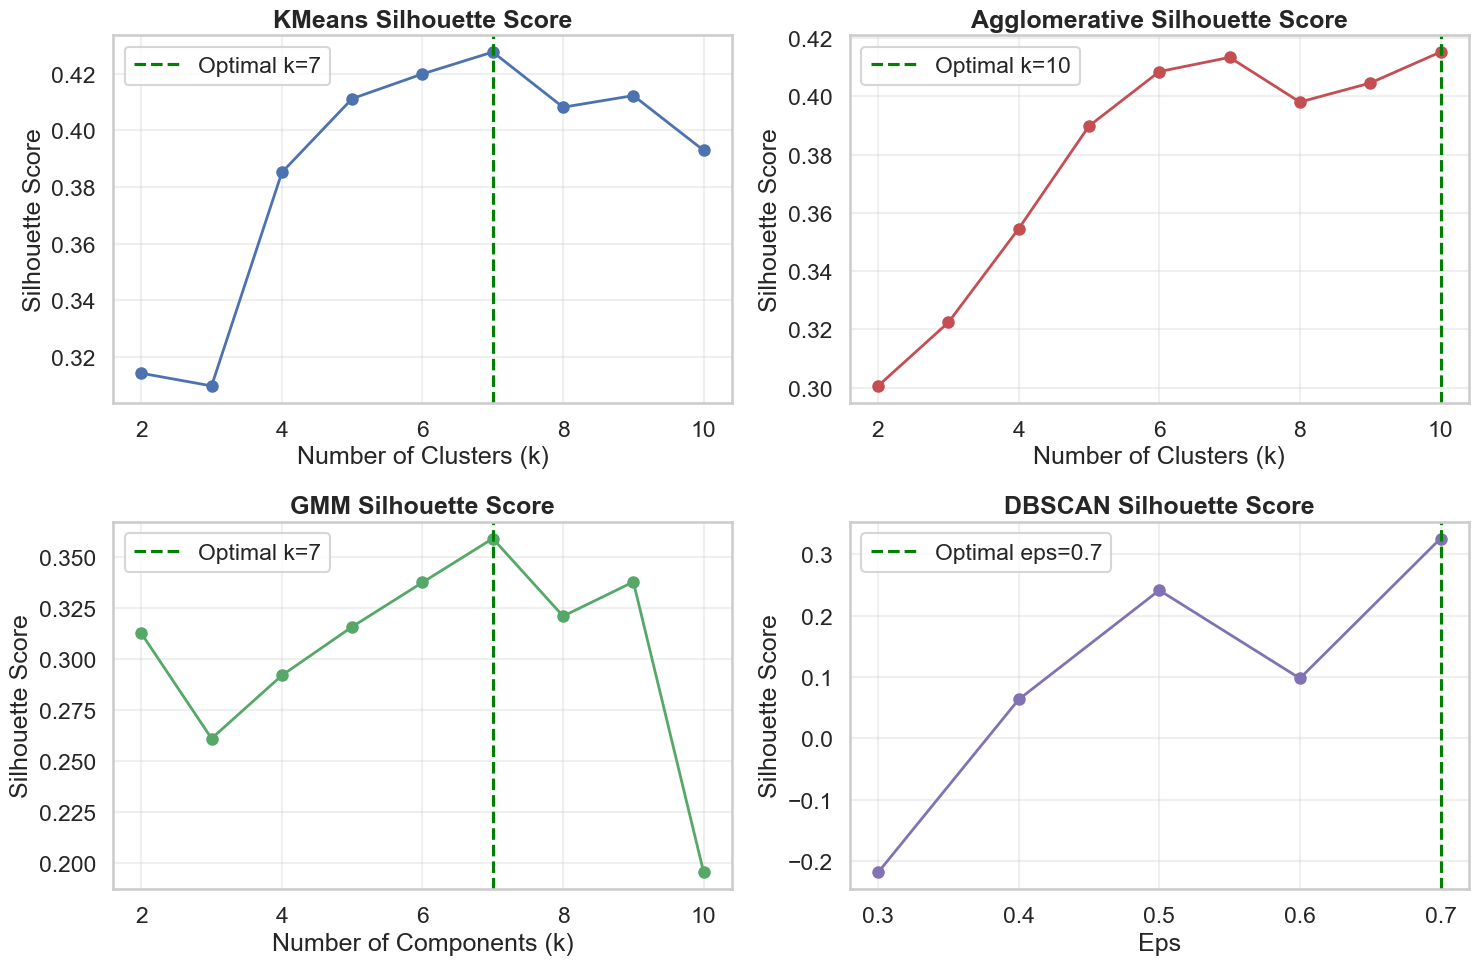 KMeans Silhouette Score
Optimal k=7
Silhouette Score
0.42
0.40
0.38
0.36
0.34
0.32
2 4 6 8 10
Number of Clusters (k)
Agglomerative Silhouette Score
Optimal k=10
Silhouette Score
0.42
0.40
0.38
0.36
0.34
0.32
0.30
2 4 6 8 10
Number of Clusters (k)
GMM Silhouette Score
Optimal k=7
Silhouette Score
0.350
0.325
0.300
0.275
0.250
0.225
0.200
2 4 6 8 10
Number of Components (k)
DBSCAN Silhouette Score
Optimal eps=0.7
Silhouette Score
0.3
0.2
0.1
0.0
−0.1
−0.2
0.3 0.4 0.5 0.6 0.7
Eps